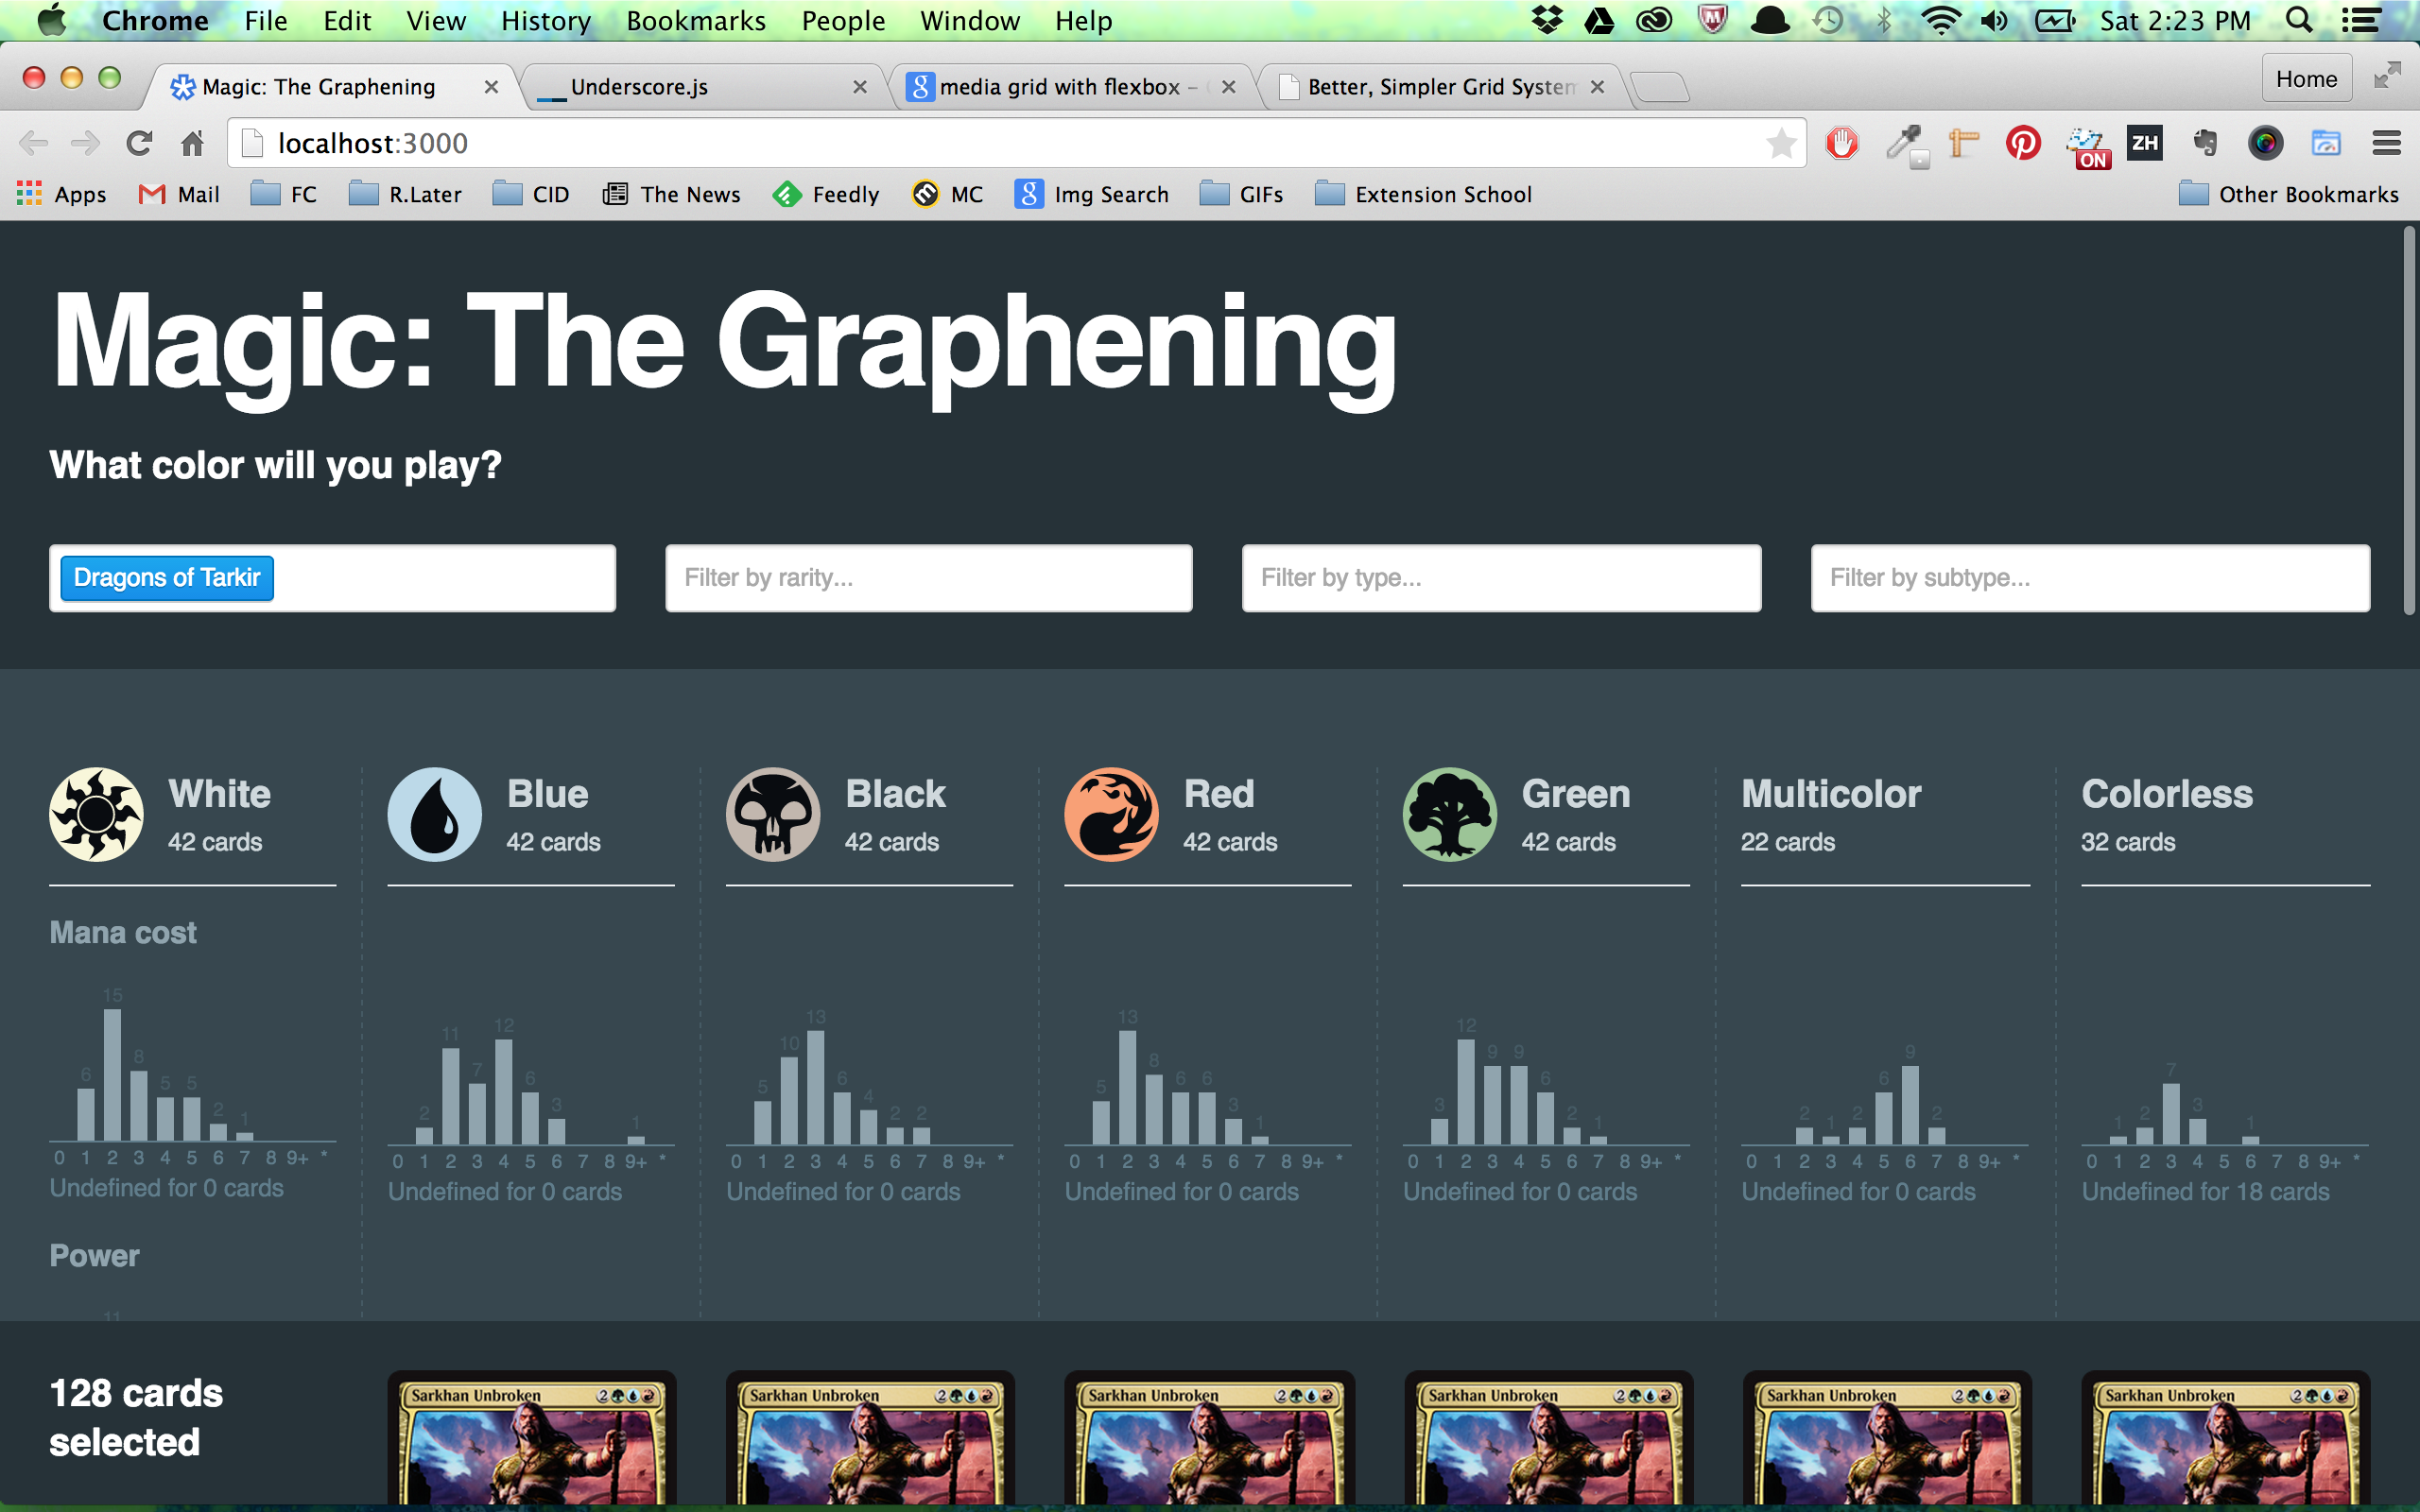 Chrome File Edit View History Bookmarks People Window Help Sat 2:23 PM
Magic: The Graphening Underscore.js media grid with flexbox – Better, Simpler Grid System Home
localhost:3000 ON ZH
Apps Mail FC R.Later CID The News Feedly MC Img Search GIFs Extension School Other Bookmarks
Magic: The Graphening
What color will you play?
Dragons of Tarkir Filter by rarity... Filter by type... Filter by subtype...
White Blue Black Red Green Multicolor Colorless
42 cards 42 cards 42 cards 42 cards 42 cards 22 cards 32 cards
Mana cost
6 15 8 5 5 2 1
0 1 2 3 4 5 6 7 8 9+ *
Undefined for 0 cards
2 11 7 12 6 3 1
0 1 2 3 4 5 6 7 8 9+ *
Undefined for 0 cards
5 10 13 6 4 2 2
0 1 2 3 4 5 6 7 8 9+ *
Undefined for 0 cards
5 13 8 6 6 3 1
0 1 2 3 4 5 6 7 8 9+ *
Undefined for 0 cards
3 12 9 9 6 2 1
0 1 2 3 4 5 6 7 8 9+ *
Undefined for 0 cards
2 1 2 6 9 2
0 1 2 3 4 5 6 7 8 9+ *
Undefined for 0 cards
1 2 7 3 1
0 1 2 3 4 5 6 7 8 9+ *
Undefined for 18 cards
Power
11
128 cards
selected
Sarkhan Unbroken 2
Sarkhan Unbroken 2
Sarkhan Unbroken 2
Sarkhan Unbroken 2
Sarkhan Unbroken 2
Sarkhan Unbroken 2